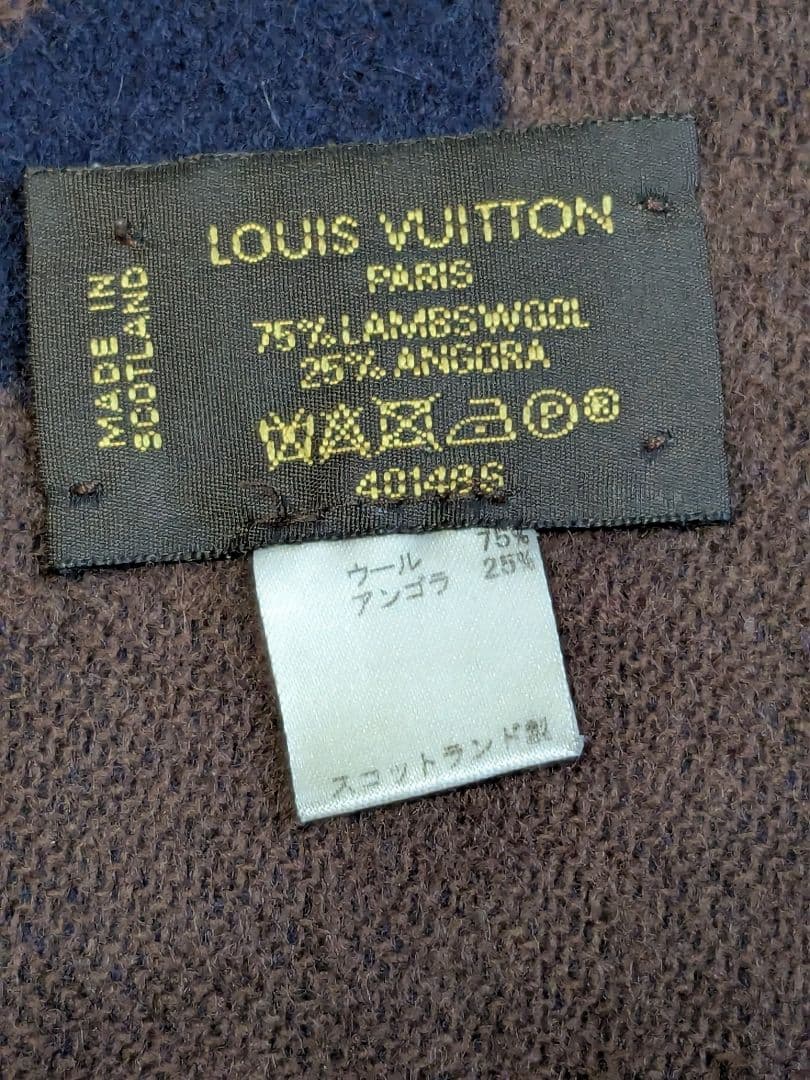 MADE IN
SCOTLAND
LOUIS VUITTON
PARIS
75% LAMBSWOOL
25% ANGORA
P
R
75%
ウール
アンゴラ 25%
スコットランド製